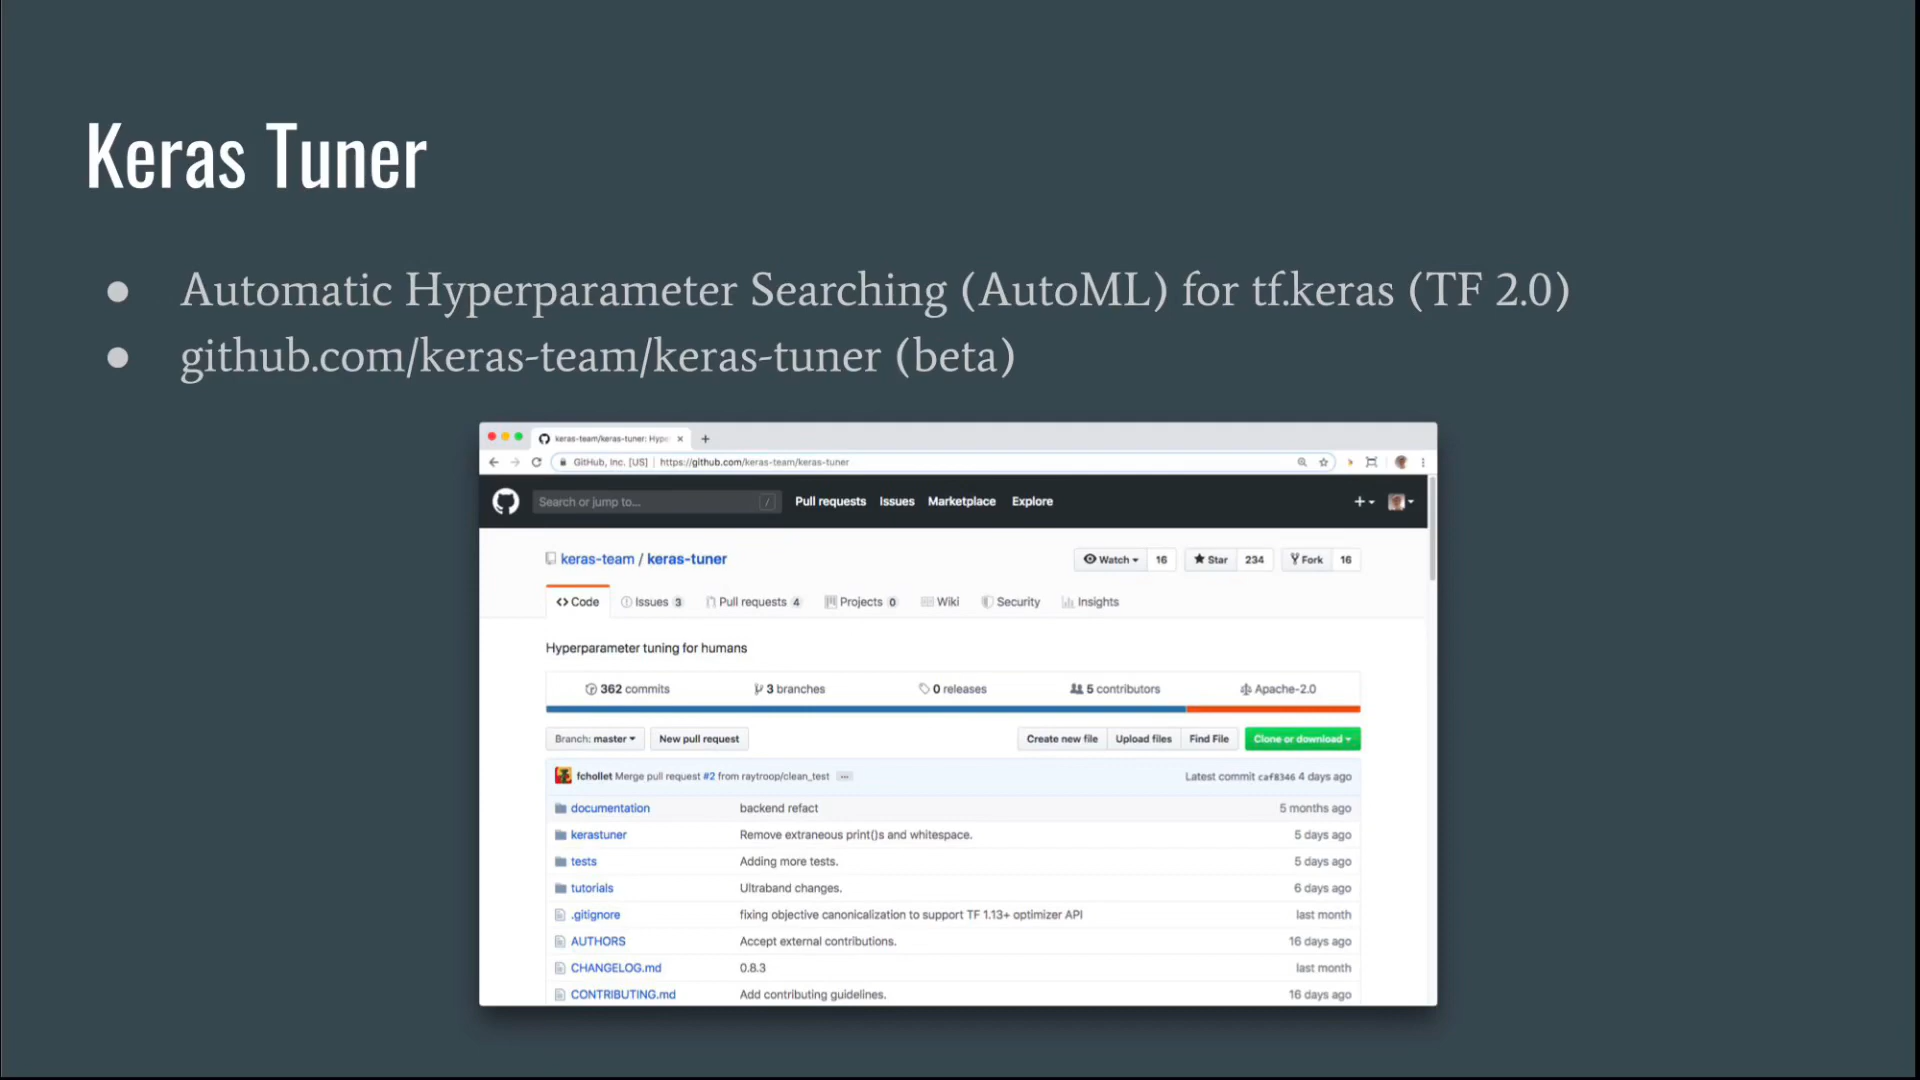 Keras Tuner
● Automatic Hyperparameter Searching (AutoML) for tf.keras (TF 2.0)
● github.com/keras-team/keras-tuner (beta)
keras-team/keras-tuner: Hype
GitHub, Inc. [US] | https://github.com/keras-team/keras-tuner
Search or jump to... / Pull requests Issues Marketplace Explore
keras-team / keras-tuner Watch 16 Star 234 Fork 16
Code Issues 3 Pull requests 4 Projects 0 Wiki Security Insights
Hyperparameter tuning for humans
362 commits 3 branches 0 releases 5 contributors Apache-2.0
Branch: master New pull request Create new file Upload files Find File Clone or download
fchollet Merge pull request #2 from raytroop/clean_test ... Latest commit caf8346 4 days ago
documentation backend refact 5 months ago
kerastuner Remove extraneous print()s and whitespace. 5 days ago
tests Adding more tests. 5 days ago
tutorials Ultraband changes. 6 days ago
.gitignore fixing objective canonicalization to support TF 1.13+ optimizer API last month
AUTHORS Accept external contributions. 16 days ago
CHANGELOG.md 0.8.3 last month
CONTRIBUTING.md Add contributing guidelines. 16 days ago